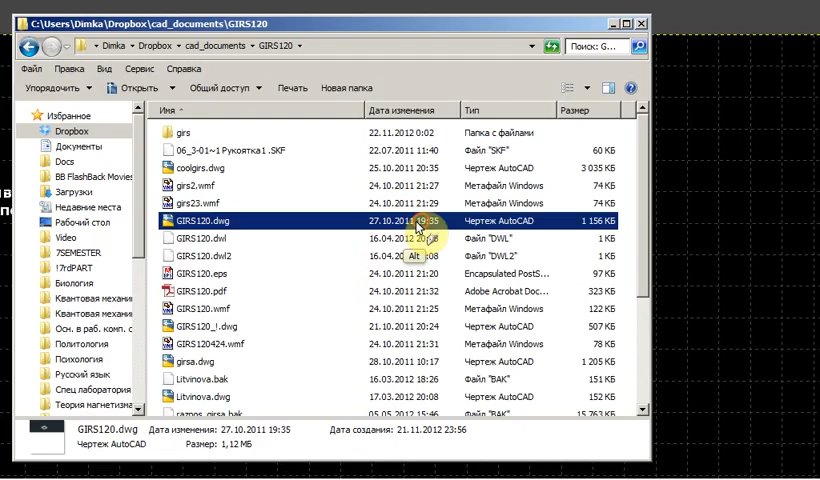 C:\Users\Dimka\Dropbox\cad_documents\GIRS120
Dimka Dropbox cad_documents GIRS120 Поиск: G...
Файл Правка Вид Сервис Справка
Упорядочить Открыть Общий доступ Печать Новая папка
Имя Дата изменения Тип Размер
Избранное
Dropbox
Документы
Docs
BB FlashBack Movies
Загрузки
Недавние места
Рабочий стол
Video
7SEMESTER
!7rdPART
Биология
Квантовая механи
Квантовая механи
Осн. в раб. комп. с
Политология
Психология
Русский язык
Спец лаборатория
Теория магнетизма
girs 22.11.2012 0:02 Папка с файлами
06_3-01~1 Рукоятка1 .SKF 22.07.2011 11:40 Файл "SKF" 60 КБ
coolgirs.dwg 25.10.2011 20:35 Чертеж AutoCAD 3 035 КБ
girs2.wmf 24.10.2011 21:27 Метафайл Windows 74 КБ
girs23.wmf 24.10.2011 21:29 Метафайл Windows 74 КБ
GIRS120.dwg 27.10.2011 19:35 Чертеж AutoCAD 1 156 КБ
GIRS120.dwl 16.04.2012 Файл "DWL" 1 КБ
GIRS120.dwl2 :08 Файл "DWL2" 1 КБ
Alt
GIRS120.eps 24.10.2011 21:20 Encapsulated PostS... 97 КБ
GIRS120.pdf 24.10.2011 21:32 Adobe Acrobat Doc... 323 КБ
GIRS120.wmf 24.10.2011 21:25 Метафайл Windows 122 КБ
GIRS120_!.dwg 21.10.2011 20:24 Чертеж AutoCAD 507 КБ
GIRS120424.wmf 24.10.2011 21:31 Метафайл Windows 78 КБ
girsa.dwg 28.10.2011 10:17 Чертеж AutoCAD 1 205 КБ
Litvinova.bak 16.03.2012 18:26 Файл "BAK" 151 КБ
Litvinova.dwg 17.03.2012 20:08 Чертеж AutoCAD 152 КБ
raznos_girsa.bak 05.05.2012 15:46 Файл "BAK" 15 763 КБ
GIRS120.dwg Дата изменения: 27.10.2011 19:35 Дата создания: 21.11.2012 23:56
Чертеж AutoCAD Размер: 1,12 МБ